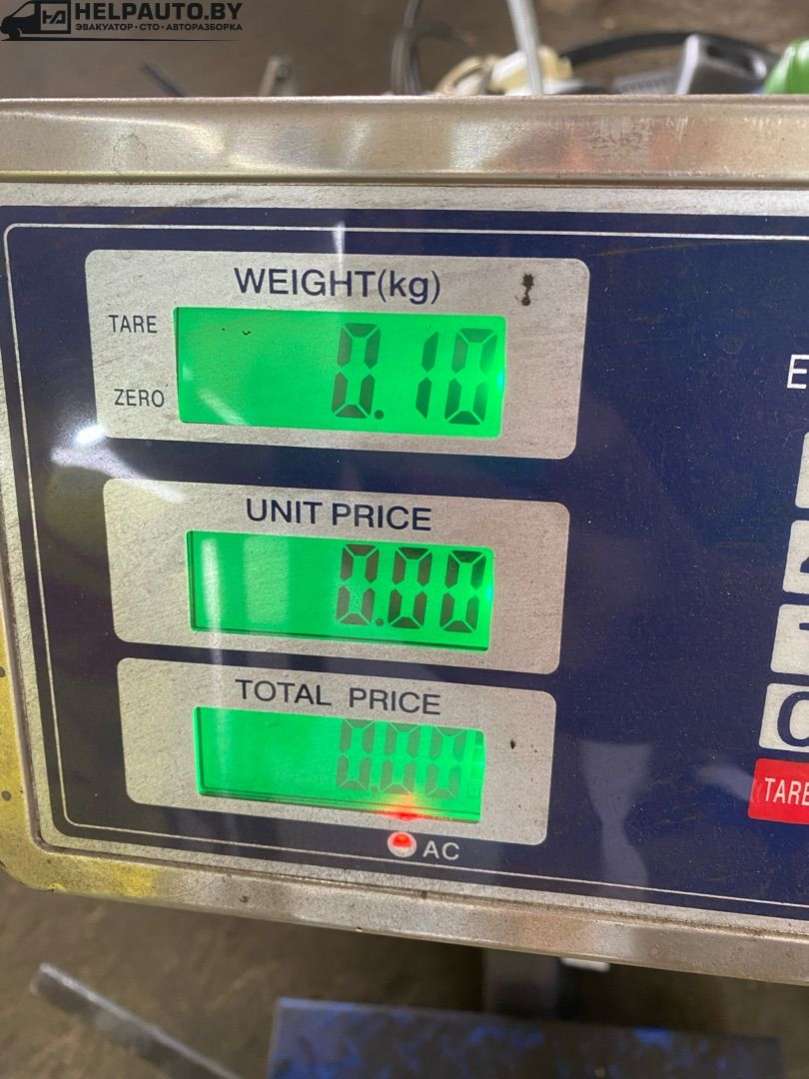 HELPAUTO.BY
ЭВАКУАТОР • СТО • АВТОРАЗБОРКА
WEIGHT(kg)
TARE
0.10
ZERO
UNIT PRICE
0.00
TOTAL PRICE
0.00
TARE
AC